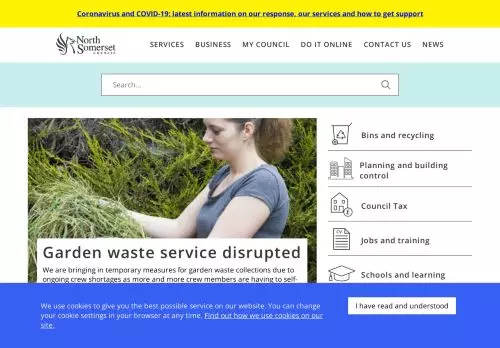 Coronavirus and COVID-19: latest information on our response, our services and how to get support
North
Somerset
COUNCIL
SERVICES BUSINESS MY COUNCIL DO IT ONLINE CONTACT US NEWS
Search...
Bins and recycling
Planning and building
control
Council Tax
CV
Jobs and training
Schools and learning
Garden waste service disrupted
We are bringing in temporary measures for garden waste collections due to
ongoing crew shortages as more and more crew members are having to self-
We use cookies to give you the best possible service on our website. You can change
your cookie settings in your browser at any time. Find out how we use cookies on our
site.
I have read and understood